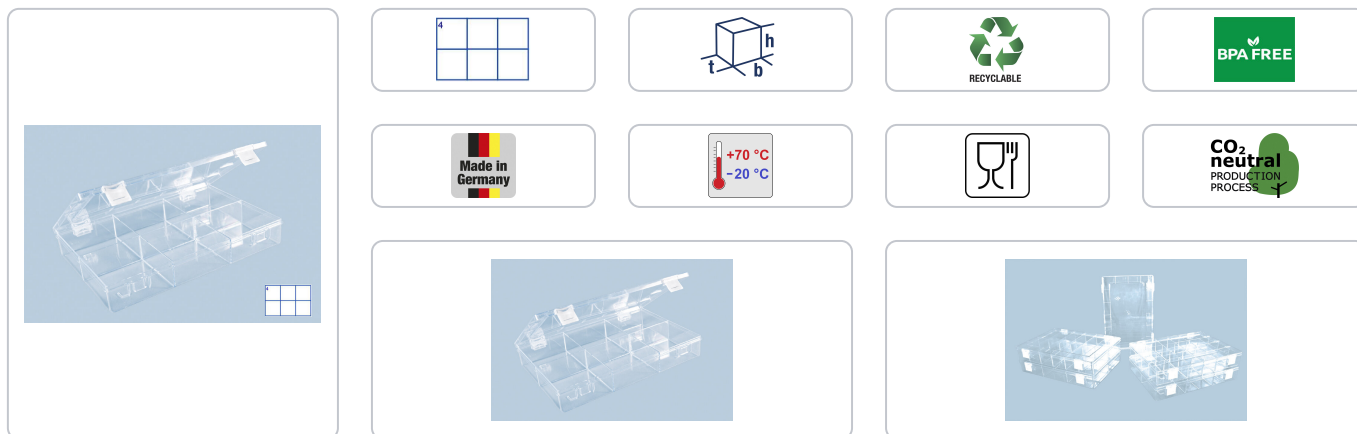 4
h
t
b
RECYCLABLE
BPA FREE
Made in
Germany
+70 °C
−20 °C
CO₂
neutral
PRODUCTION
PROCESS
4